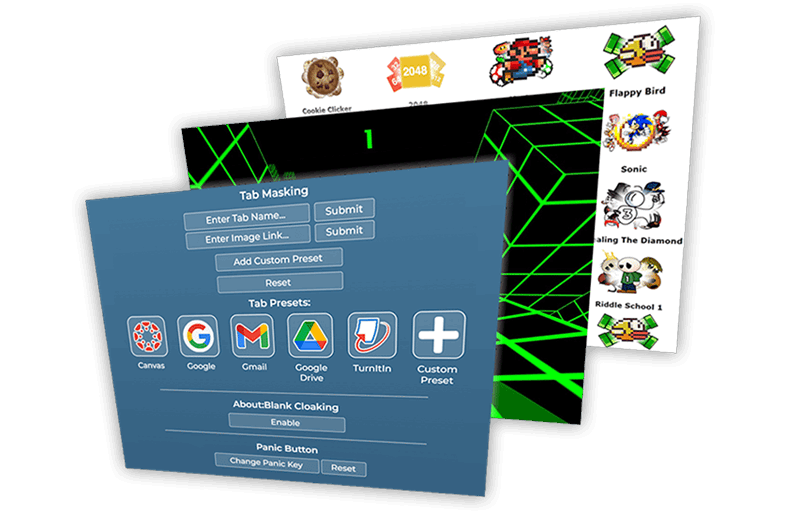 Tab Masking
Enter Tab Name... Submit
Enter Image Link... Submit
Add Custom Preset
Reset
Tab Presets:
Canvas Google Gmail Google Drive TurnItIn Custom Preset
About:Blank Cloaking
Enable
Panic Button
Change Panic Key Reset
1
2048
Cookie Clicker
Flappy Bird
Sonic
3
aling The Diamond
Riddle School 1